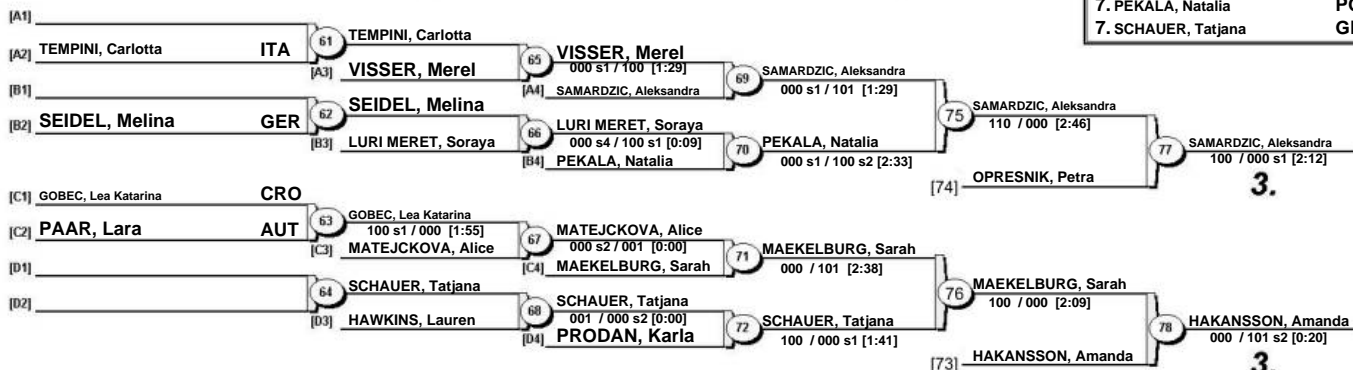 7. PEKALA, Natalia
7. SCHAUER, Tatjana
[A1]
[A2] TEMPINI, Carlotta ITA
61 TEMPINI, Carlotta
[A3] VISSER, Merel
65 VISSER, Merel
000 s1 / 100 [1:29]
[A4] SAMARDZIC, Aleksandra
69 SAMARDZIC, Aleksandra
000 s1 / 101 [1:29]
[B1]
[B2] SEIDEL, Melina GER
62 SEIDEL, Melina
[B3] LURI MERET, Soraya
66 LURI MERET, Soraya
000 s4 / 100 s1 [0:09]
[B4] PEKALA, Natalia
70 PEKALA, Natalia
000 s1 / 100 s2 [2:33]
75 SAMARDZIC, Aleksandra
110 / 000 [2:46]
[74] OPRESNIK, Petra
77 SAMARDZIC, Aleksandra
100 / 000 s1 [2:12]
3.
[C1] GOBEC, Lea Katarina CRO
[C2] PAAR, Lara AUT
63 GOBEC, Lea Katarina
100 s1 / 000 [1:55]
[C3] MATEJCKOVA, Alice
67 MATEJCKOVA, Alice
000 s2 / 001 [0:00]
[C4] MAEKELBURG, Sarah
71 MAEKELBURG, Sarah
000 / 101 [2:38]
[D1]
[D2]
64 SCHAUER, Tatjana
[D3] HAWKINS, Lauren
68 SCHAUER, Tatjana
001 / 000 s2 [0:00]
[D4] PRODAN, Karla
72 SCHAUER, Tatjana
100 / 000 s1 [1:41]
76 MAEKELBURG, Sarah
100 / 000 [2:09]
[73] HAKANSSON, Amanda
78 HAKANSSON, Amanda
000 / 101 s2 [0:20]
3.